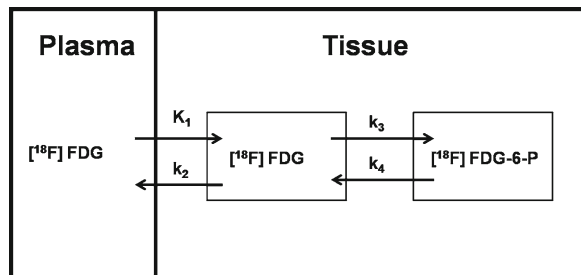 Plasma
Tissue
K₁
k₃
[¹⁸F] FDG
[¹⁸F] FDG
[¹⁸F] FDG-6-P
k₂
k₄